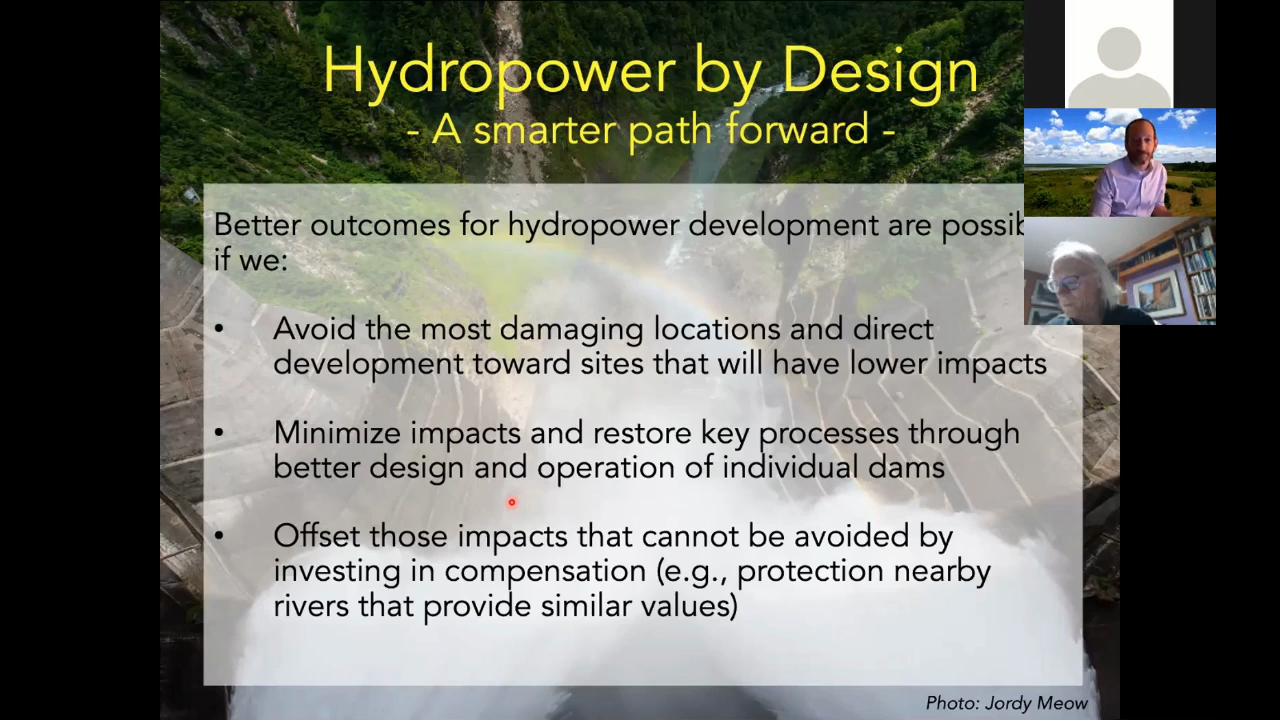 Hydropower by Design
- A smarter path forward -
Better outcomes for hydropower development are
if we:
• Avoid the most damaging locations and direct
development toward sites that will have lower impacts
• Minimize impacts and restore key processes through
better design and operation of individual dams
• Offset those impacts that cannot be avoided by
investing in compensation (e.g., protection nearby
rivers that provide similar values)
Photo: Jordy Meow